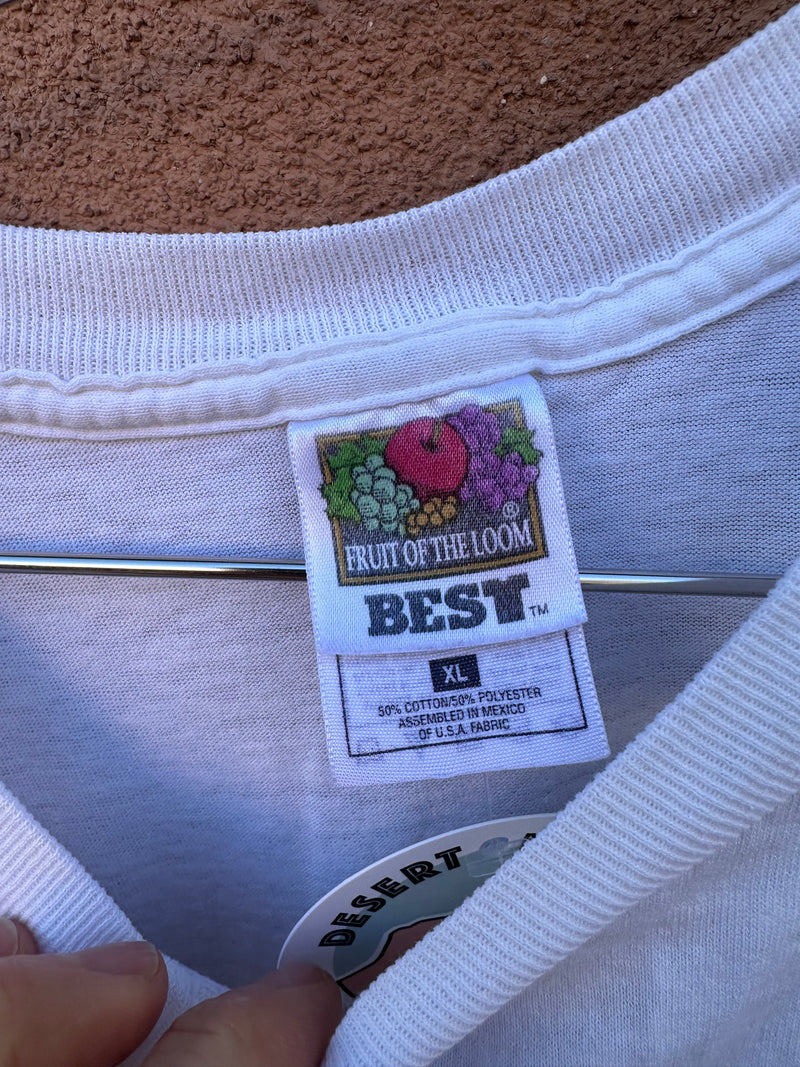 ®
FRUIT OF THE LOOM
BEST™
XL
50% COTTON/50% POLYESTER
ASSEMBLED IN MEXICO
OF U.S.A. FABRIC
DESERT